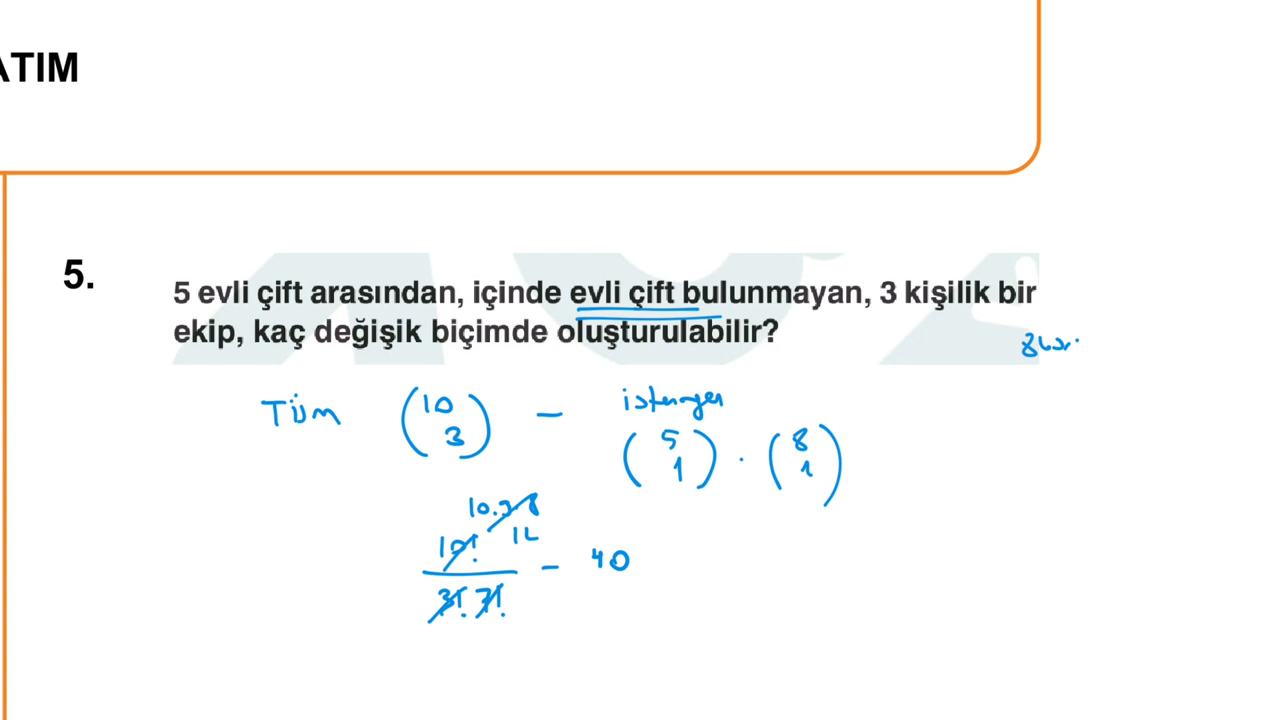 ATIM
5.
5 evli çift arasından, içinde evli çift bulunmayan, 3 kişilik bir
ekip, kaç değişik biçimde oluşturulabilir?
Tüm (10 3) – istenmeyen (5 1) . (8 1)
10.9.8
12
10!
3! 7!
– 40